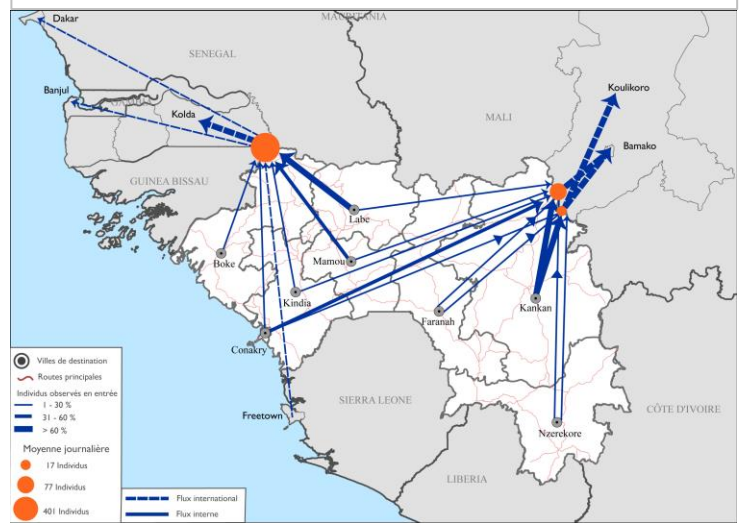 MAURITANIA
Dakar
SENEGAL
Koulikoro
Banjul
GAMBIA
Kolda
MALI
Bamako
GUINEA BISSAU
Labe
Boke
Mamou
Kindia
Kankan
Faranah
Conakry
Villes de destination
Routes principales
Individus observés en entrée
1 - 30 %
31 - 60 %
> 60 %
Moyenne journalière
17 Individus
77 Individus
401 Individus
SIERRA LEONE
CÔTE D'IVOIRE
Freetown
Nzerekore
LIBERIA
Flux international
Flux interne